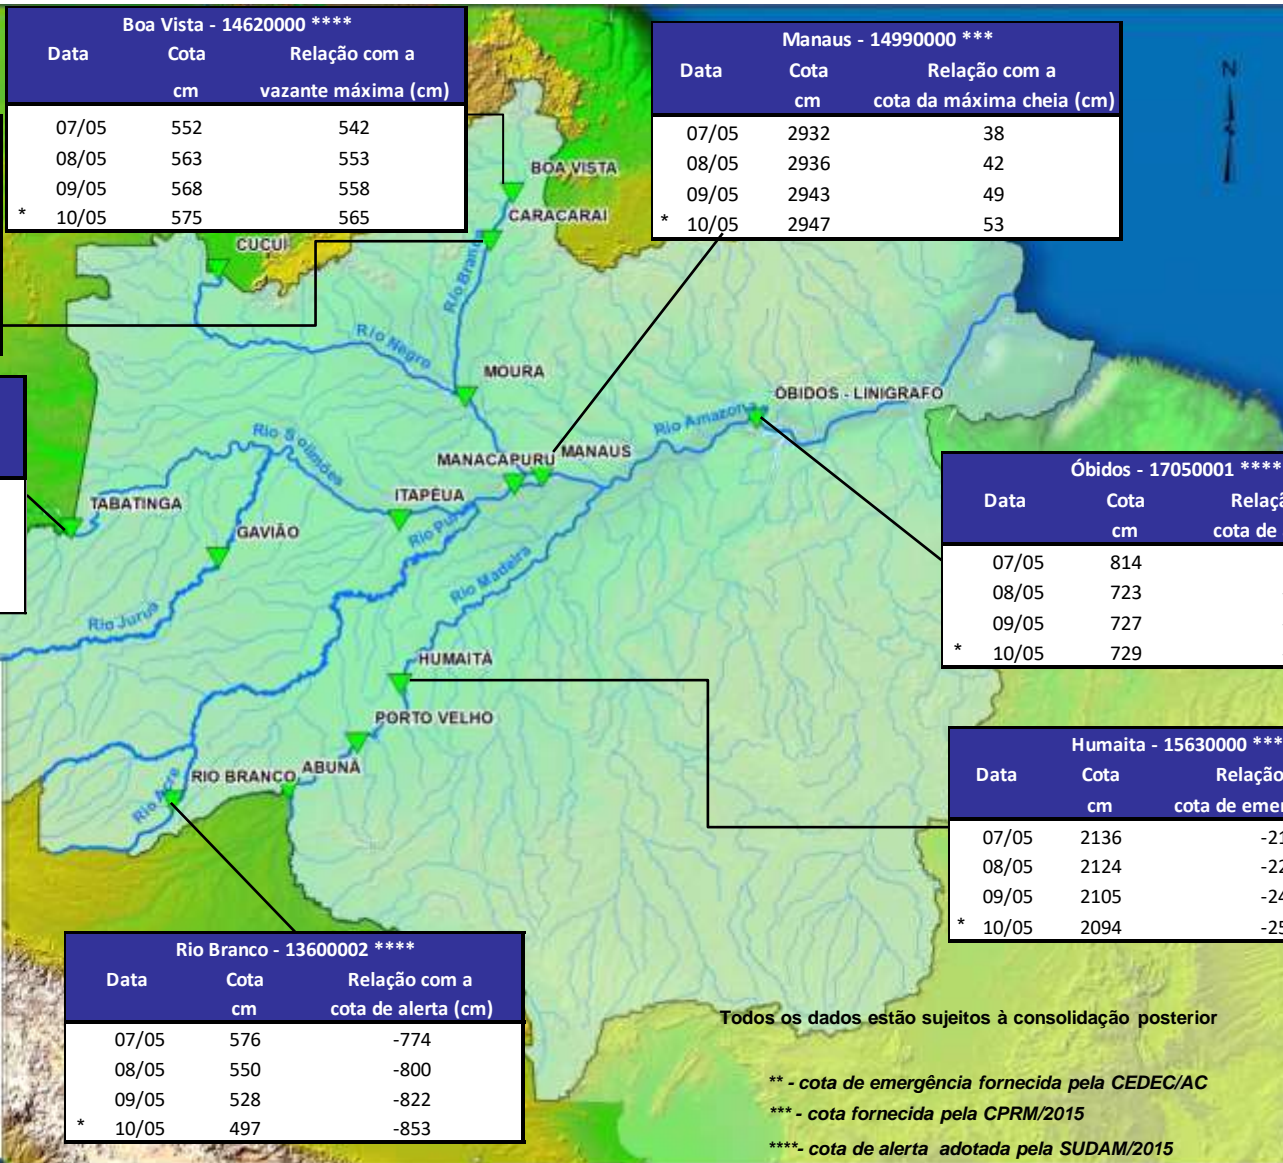 Boa Vista - 14620000 ****
Data Cota Relação com a
cm vazante máxima (cm)
07/05 552 542
08/05 563 553
09/05 568 558
* 10/05 575 565
Manaus - 14990000 ***
Data Cota Relação com a
cm cota da máxima cheia (cm)
07/05 2932 38
08/05 2936 42
09/05 2943 49
* 10/05 2947 53
N
BOA VISTA
CARACARAI
CUCUÍ
Rio Branco
Rio Negro
MOURA
ÓBIDOS - LINIGRAFO
Rio Amazonas
Rio Solimões
MANACAPURU
MANAUS
ITAPEUA
TABATINGA
GAVIÃO
Rio Purus
Rio Madeira
Rio Juruá
HUMAITÁ
PORTO VELHO
RIO BRANCO
ABUNÃ
Rio Acre
Óbidos - 17050001 ****
Data Cota
cm cota de
07/05 814
08/05 723
09/05 727
* 10/05 729
Humaita - 15630000 ***
Data Cota Relação
cm
07/05 2136
08/05 2124
09/05 2105
* 10/05 2094
Rio Branco - 13600002 ****
Data Cota Relação com a
cm cota de alerta (cm)
07/05 576 -774
08/05 550 -800
09/05 528 -822
* 10/05 497 -853
Todos os dados estão sujeitos à consolidação posterior
** - cota de emergência fornecida pela CEDEC/AC
*** - cota fornecida pela CPRM/2015
****- cota de alerta adotada pela SUDAM/2015